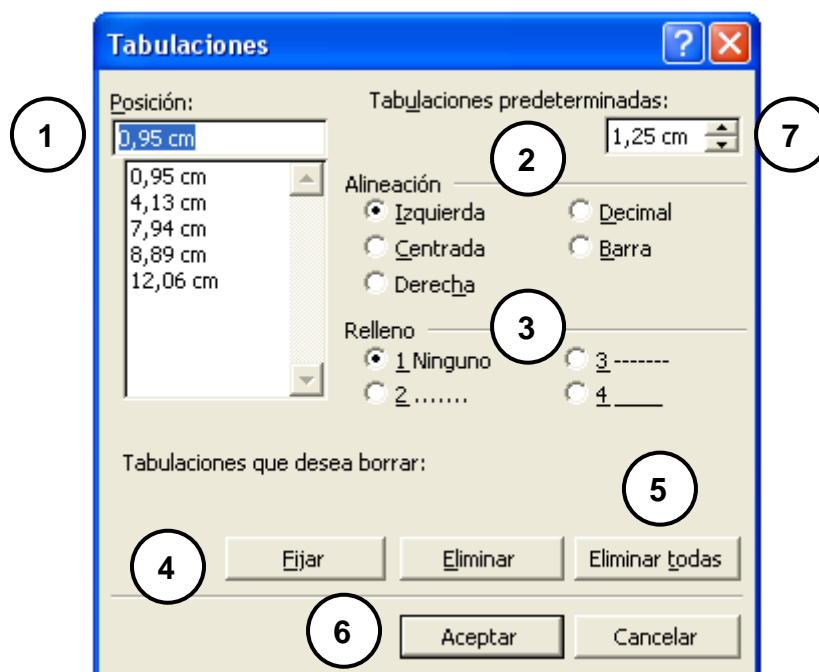 Tabulaciones
Posición:
Tabulaciones predeterminadas:
1
0,95 cm
1,25 cm
7
2
0,95 cm
4,13 cm
7,94 cm
8,89 cm
12,06 cm
Alineación
Izquierda
Decimal
Centrada
Barra
Derecha
3
Relleno
1 Ninguno
3 -------
2 .......
4 ____
Tabulaciones que desea borrar:
5
4
Fijar
Eliminar
Eliminar todas
6
Aceptar
Cancelar